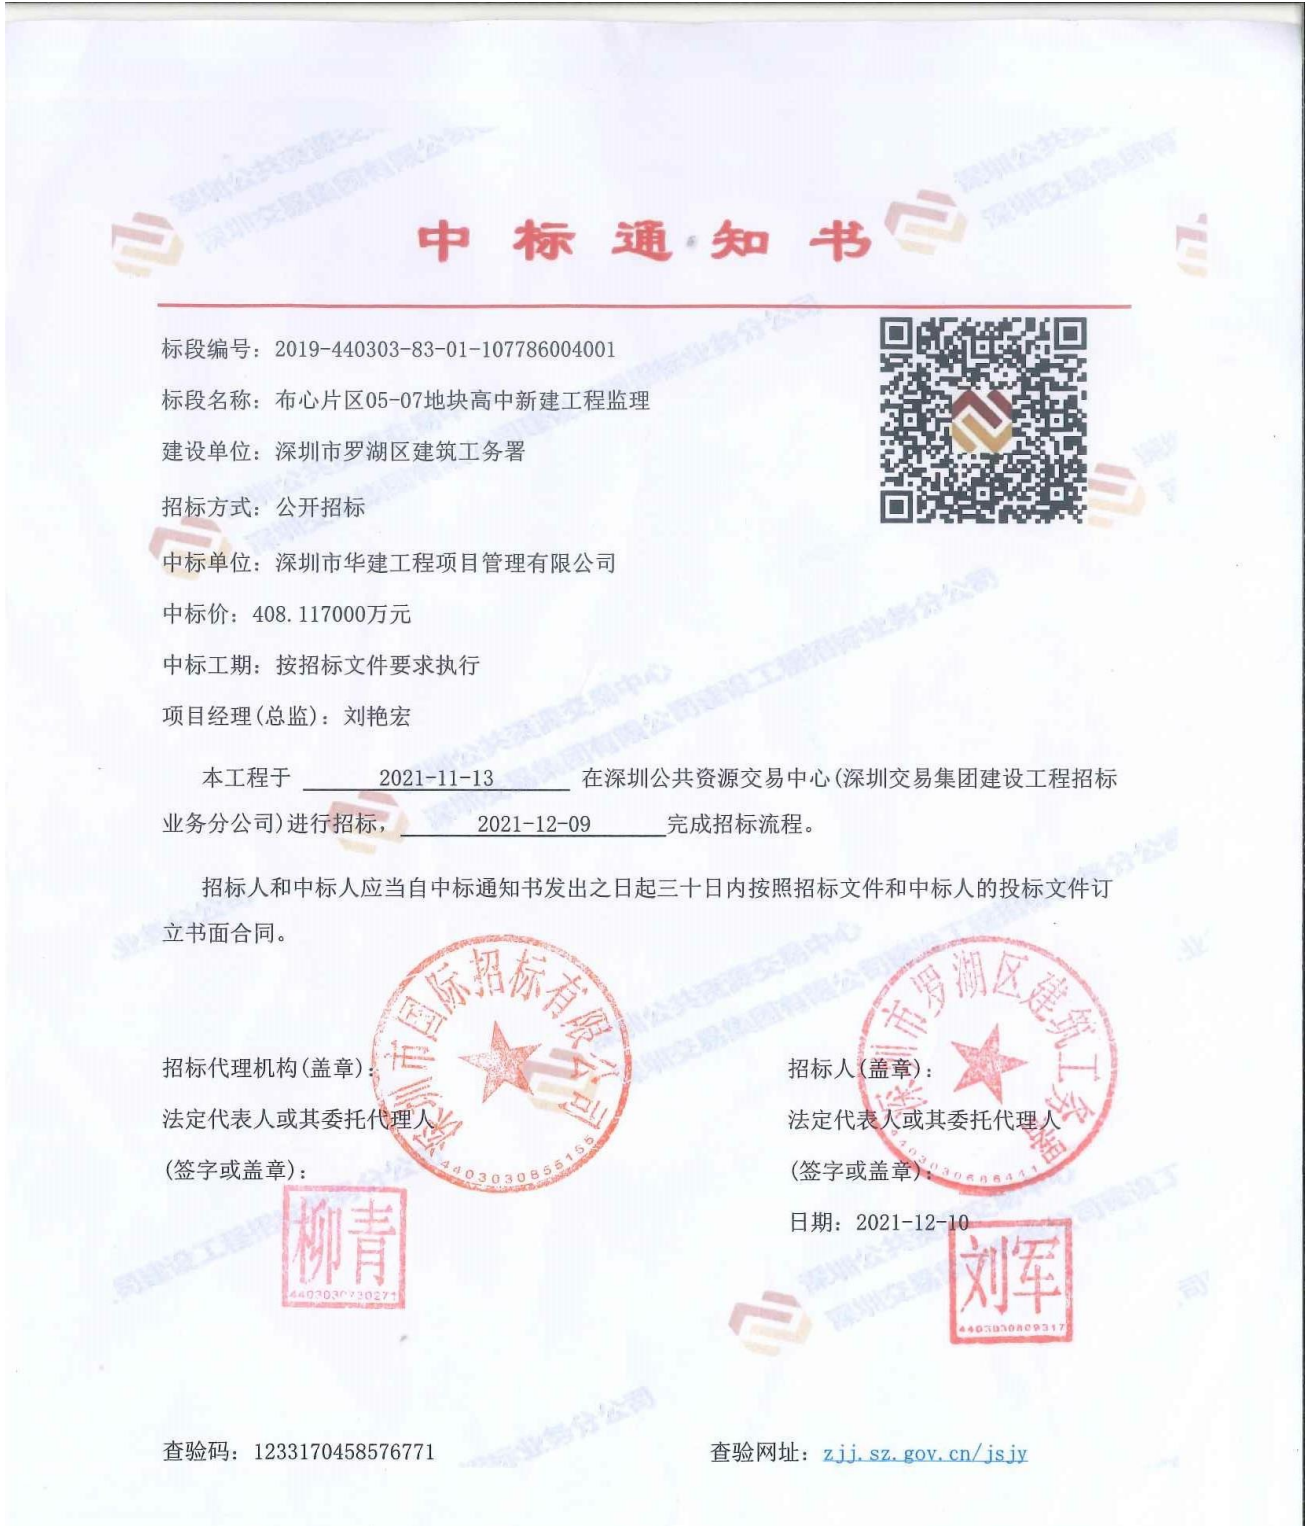 中标通知书
标段编号：2019-440303-83-01-107786004001
标段名称：布心片区05-07地块高中新建工程监理
建设单位：深圳市罗湖区建筑工务署
招标方式：公开招标
中标单位：深圳市华建工程项目管理有限公司
中标价：408.117000万元
中标工期：按招标文件要求执行
项目经理(总监)：刘艳宏
本工程于 2021-11-13 在深圳公共资源交易中心(深圳交易集团建设工程招标
业务分公司)进行招标， 2021-12-09 完成招标流程。
招标人和中标人应当自中标通知书发出之日起三十日内按照招标文件和中标人的投标文件订
立书面合同。
深圳市国际招标有限公司
4403030855155
招标代理机构(盖章)：
法定代表人或其委托代理人
(签字或盖章)：
柳青
深圳市罗湖区建筑工务署
招标人(盖章)：
法定代表人或其委托代理人
(签字或盖章)：
日期：2021-12-10
刘军
4403030809317
查验码：1233170458576771
查验网址：zjj.sz.gov.cn/jsjy